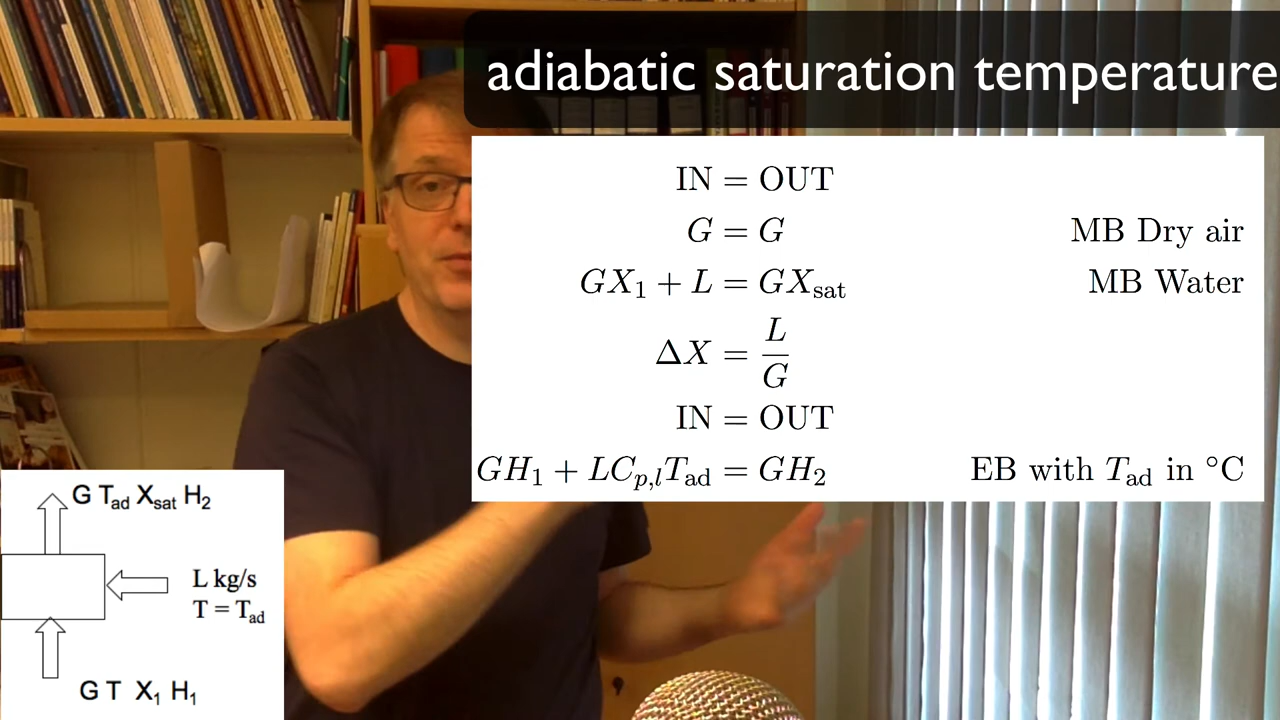 adiabatic saturation temperature
IN = OUT
G = G MB Dry air
GX₁ + L = GX_sat MB Water
ΔX = L/G
IN = OUT
GH₁ + LC_{p,l}T_ad = GH₂ EB with T_ad in °C
G T_ad X_sat H₂
L kg/s
T = T_ad
G T X₁ H₁